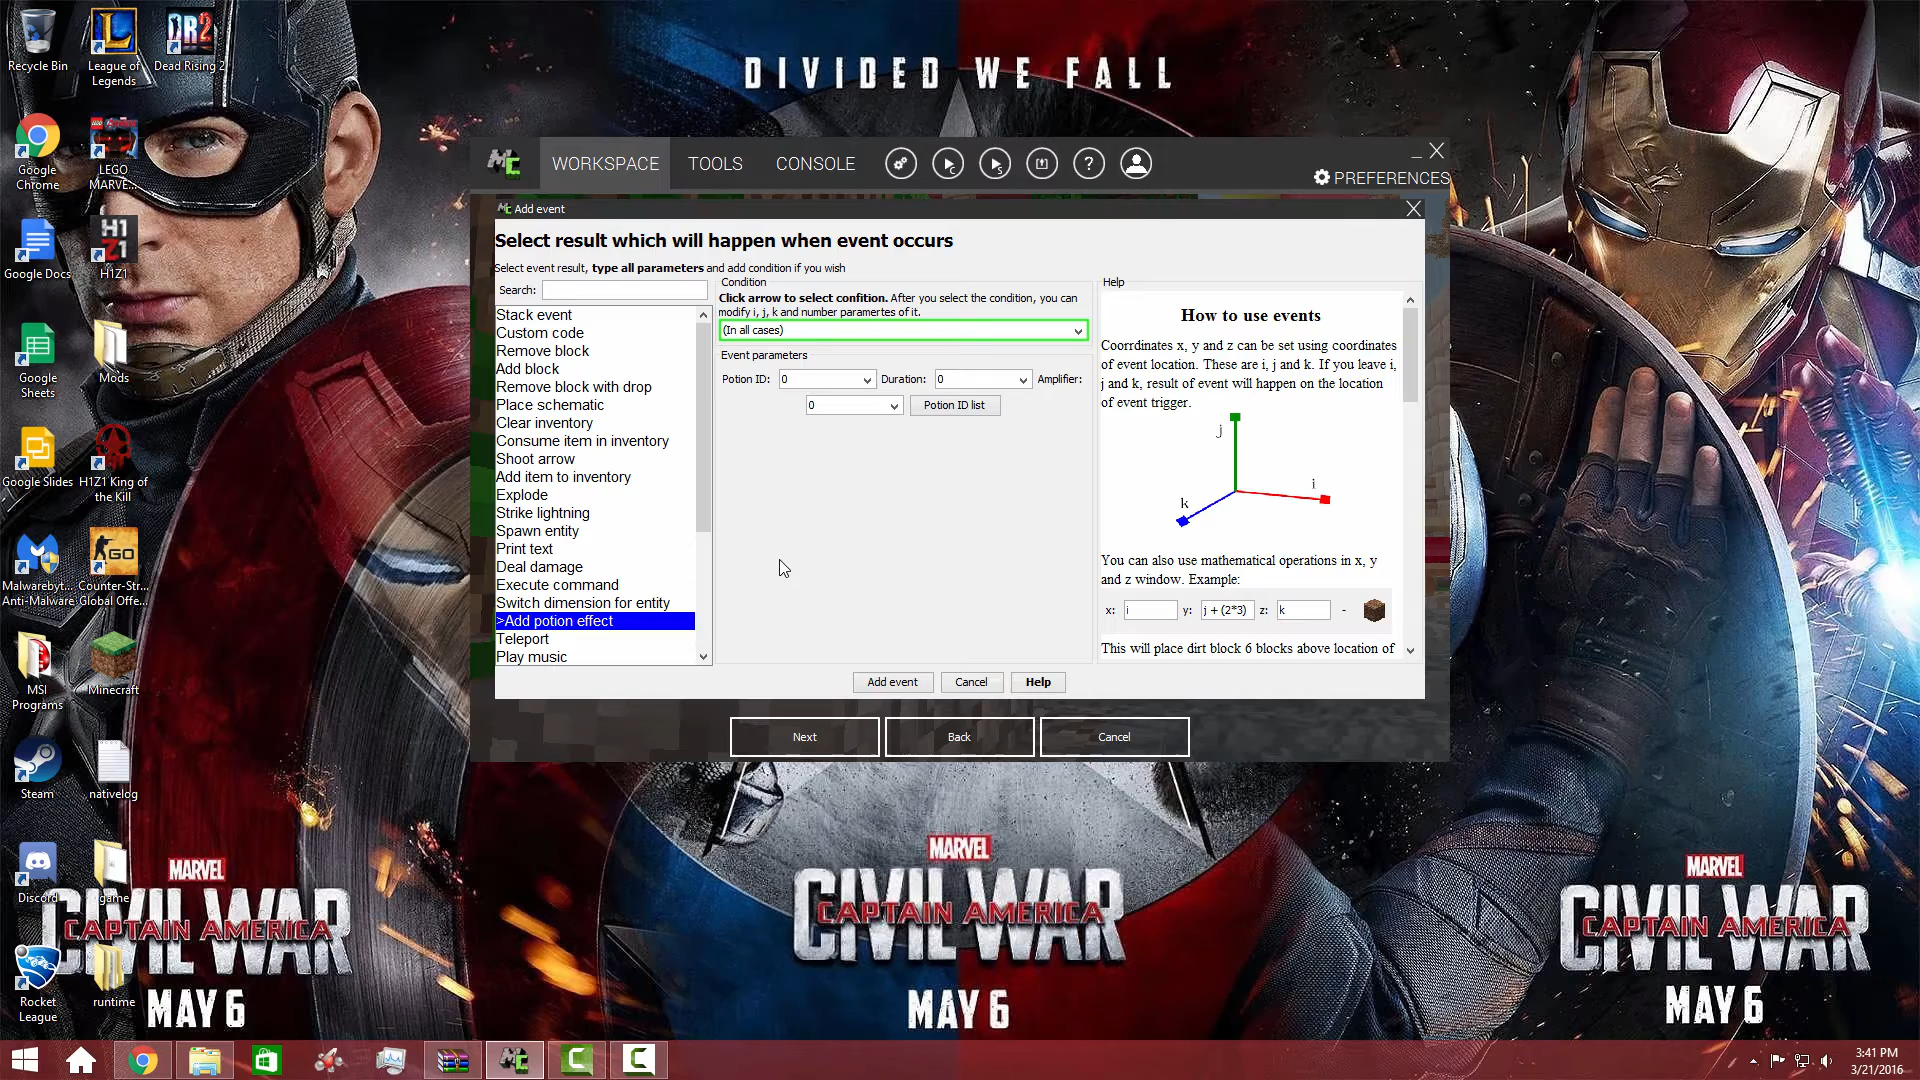 Recycle Bin
League of
Legends
DR2
Dead Rising 2
Google
Chrome
LEGO
MARVE...
Google Docs
H1
Z1
H1Z1
Google
Sheets
Mods
Google Slides
H1Z1 King of
the Kill
Malwareby...
Anti-Malware
GO
Counter-Str...
Global Offe...
MSI
Programs
Minecraft
Steam
nativelog
Discord
game
Rocket
League
runtime
DIVIDED WE FALL
WORKSPACE
TOOLS
CONSOLE
PREFERENCES
Add event
Select result which will happen when event occurs
Select event result, type all parameters and add condition if you wish
Search:
Stack event
Custom code
Remove block
Add block
Remove block with drop
Place schematic
Clear inventory
Consume item in inventory
Shoot arrow
Add item to inventory
Explode
Strike lightning
Spawn entity
Print text
Deal damage
Execute command
Switch dimension for entity
>Add potion effect
Teleport
Play music
Condition
Click arrow to select confition. After you select the condition, you can
modify i, j, k and number paramertes of it.
(In all cases)
Event parameters
Potion ID: 0 Duration: 0 Amplifier:
0 Potion ID list
Help
How to use events
Coorrdinates x, y and z can be set using coordinates
of event location. These are i, j and k. If you leave i,
j and k, result of event will happen on the location
of event trigger.
j
i
k
You can also use mathematical operations in x, y
and z window. Example:
x: i y: j + (2*3) z: k -
This will place dirt block 6 blocks above location of
Add event Cancel Help
Next Back Cancel
MARVEL
CAPTAIN AMERICA
CIVIL WAR
MAY 6
MARVEL
CAPTAIN AMERICA
CIVIL WAR
MAY 6
MARVEL
CAPTAIN AMERICA
CIVIL WAR
MAY 6
3:41 PM
3/21/2016